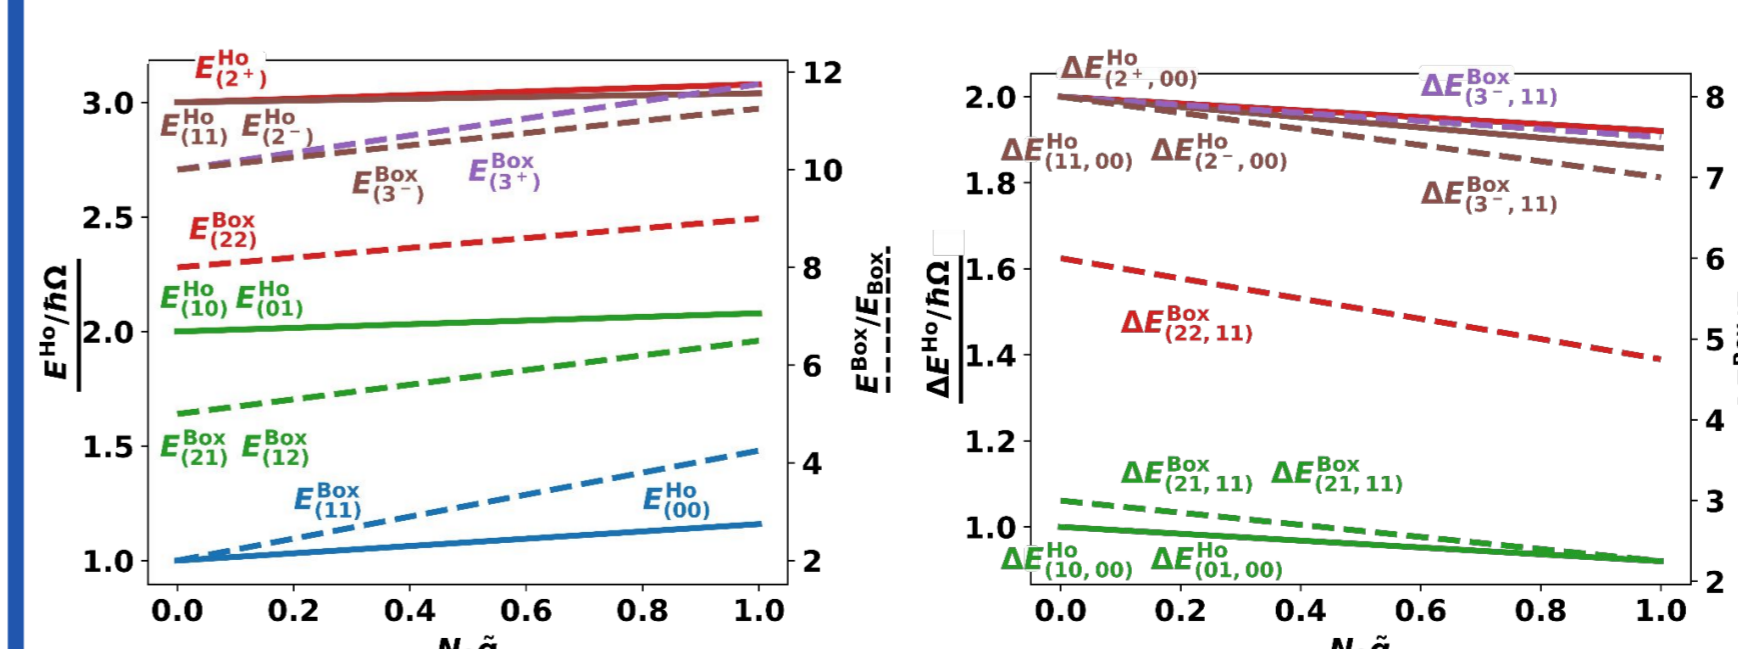 E^Ho_(2⁺)
12
3.0
E^Ho_(11) E^Ho_(2⁻)
10
E^Box_(3⁻) E^Box_(3⁺)
2.5
E^Box_(22)
8
E^Ho/ħΩ
E^Box/E_Box
E^Ho_(10) E^Ho_(01)
2.0
6
1.5
E^Box_(21) E^Box_(12)
4
E^Box_(11)
E^Ho_(00)
1.0
2
0.0 0.2 0.4 0.6 0.8 1.0
ΔE^Ho_(2⁺,00)
ΔE^Box_(3⁻,11)
2.0
8
ΔE^Ho_(11,00) ΔE^Ho_(2⁻,00)
1.8
7
ΔE^Box_(3⁻,11)
ΔE^Ho/ħΩ
1.6
6
ΔE^Box_(22,11)
5
1.4
4
1.2
ΔE^Box_(21,11) ΔE^Box_(21,11)
3
1.0
ΔE^Ho_(10,00) ΔE^Ho_(01,00)
2
0.0 0.2 0.4 0.6 0.8 1.0